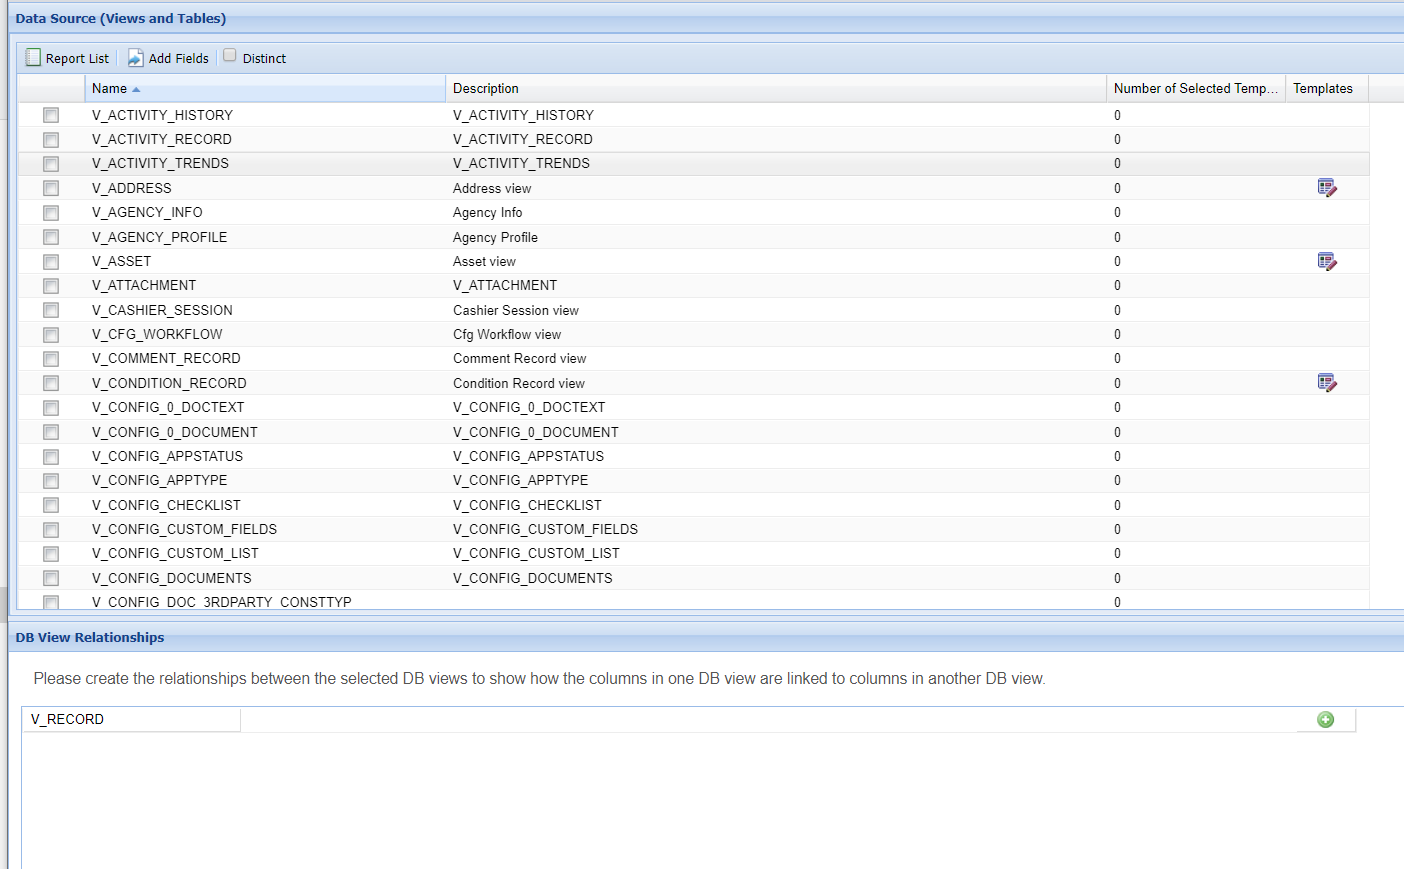 Data Source (Views and Tables)
Report List Add Fields Distinct
Name Description Number of Selected Temp... Templates
V_ACTIVITY_HISTORY V_ACTIVITY_HISTORY 0
V_ACTIVITY_RECORD V_ACTIVITY_RECORD 0
V_ACTIVITY_TRENDS V_ACTIVITY_TRENDS 0
V_ADDRESS Address view 0
V_AGENCY_INFO Agency Info 0
V_AGENCY_PROFILE Agency Profile 0
V_ASSET Asset view 0
V_ATTACHMENT V_ATTACHMENT 0
V_CASHIER_SESSION Cashier Session view 0
V_CFG_WORKFLOW Cfg Workflow view 0
V_COMMENT_RECORD Comment Record view 0
V_CONDITION_RECORD Condition Record view 0
V_CONFIG_0_DOCTEXT V_CONFIG_0_DOCTEXT 0
V_CONFIG_0_DOCUMENT V_CONFIG_0_DOCUMENT 0
V_CONFIG_APPSTATUS V_CONFIG_APPSTATUS 0
V_CONFIG_APPTYPE V_CONFIG_APPTYPE 0
V_CONFIG_CHECKLIST V_CONFIG_CHECKLIST 0
V_CONFIG_CUSTOM_FIELDS V_CONFIG_CUSTOM_FIELDS 0
V_CONFIG_CUSTOM_LIST V_CONFIG_CUSTOM_LIST 0
V_CONFIG_DOCUMENTS V_CONFIG_DOCUMENTS 0
V_CONFIG_DOC_3RDPARTY_CONSTTYP 0
DB View Relationships
Please create the relationships between the selected DB views to show how the columns in one DB view are linked to columns in another DB view.
V_RECORD